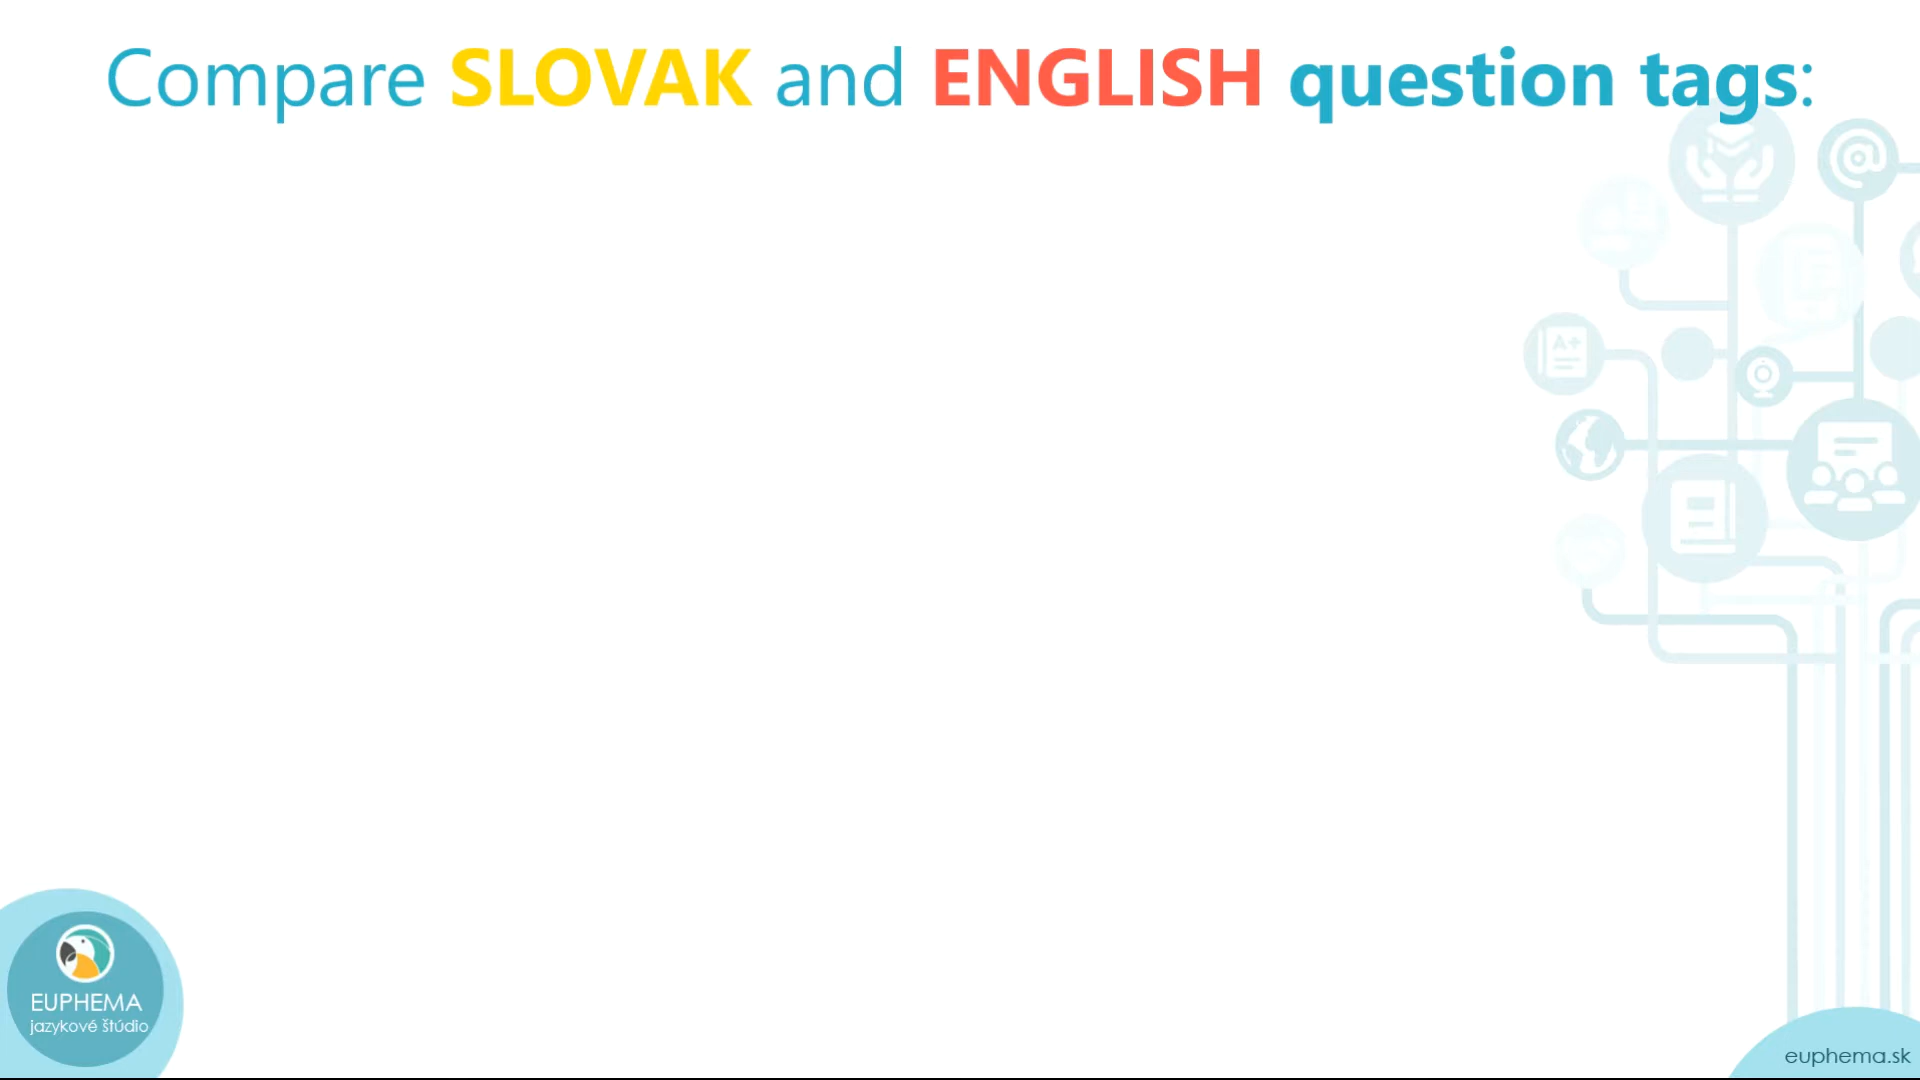 Compare SLOVAK and ENGLISH question tags:
A+
EUPHEMA
jazykové štúdio
euphema.sk